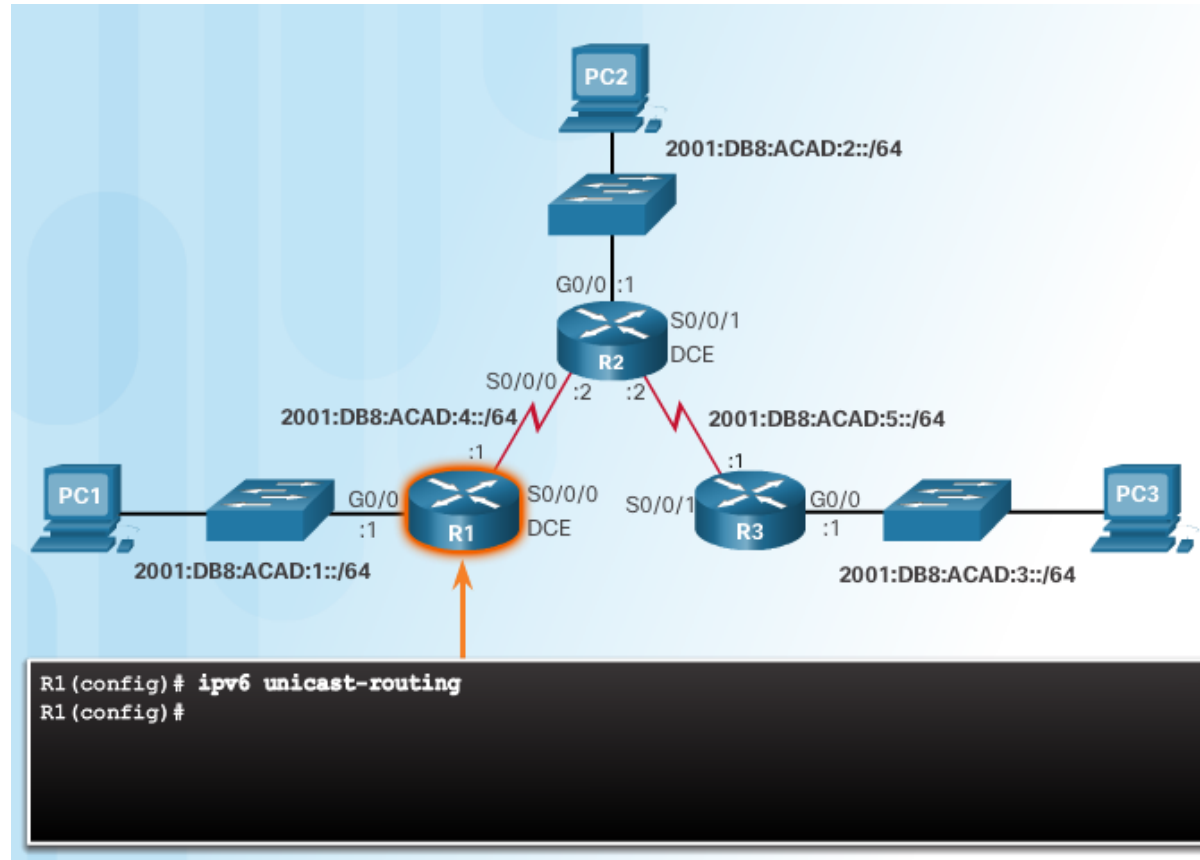 PC2
2001:DB8:ACAD:2::/64
G0/0 :1
S0/0/1
R2
DCE
S0/0/0 :2 :2
2001:DB8:ACAD:4::/64
2001:DB8:ACAD:5::/64
:1
:1
PC1
G0/0
:1
R1
S0/0/0
DCE
S0/0/1
R3
G0/0
:1
PC3
2001:DB8:ACAD:1::/64
2001:DB8:ACAD:3::/64
R1(config)# ipv6 unicast-routing
R1(config)#